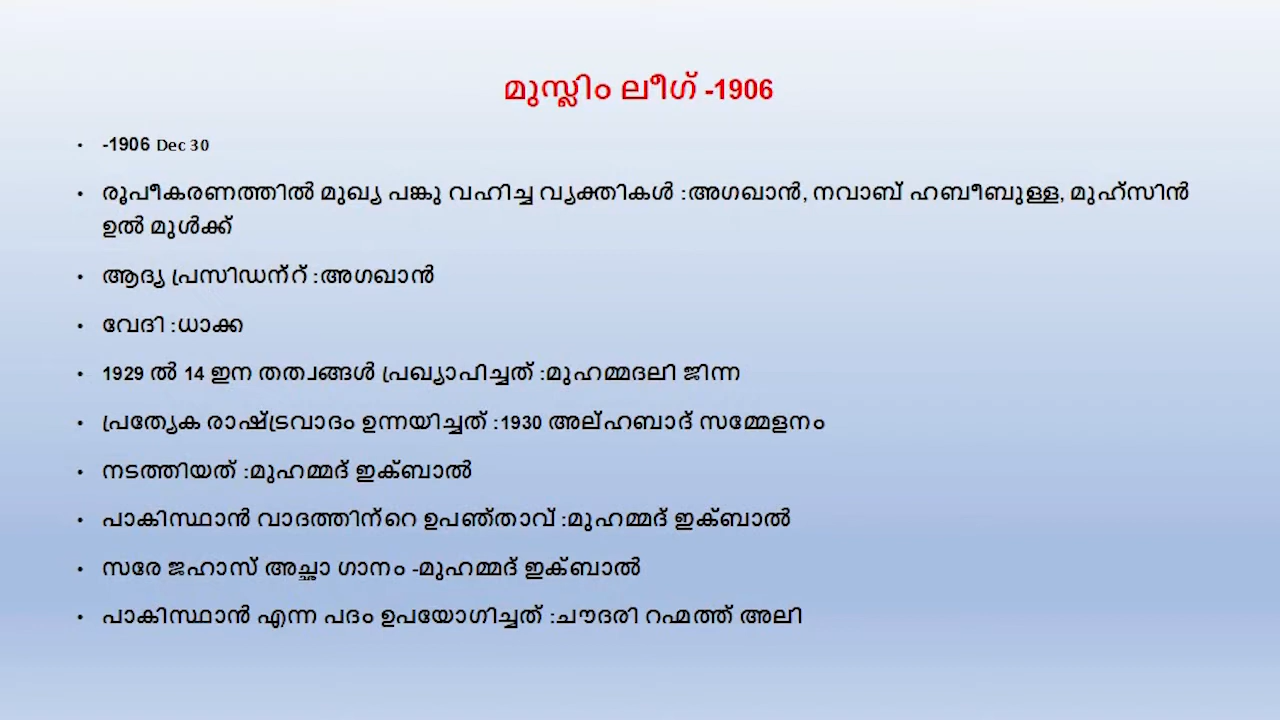 മുസ്ലിം ലീഗ് -1906
• -1906 Dec 30
• രൂപീകരണത്തിൽ മുഖ്യ പങ്കു വഹിച്ച വ്യക്തികൾ :അഗഖാൻ, നവാബ് ഹബീബുള്ള, മുഹ്സിൻ
ഉൽ മുൾക്ക്
• ആദ്യ പ്രസിഡന്റ് :അഗഖാൻ
• വേദി :ധാക്ക
• 1929 ൽ 14 ഇന തത്വങ്ങൾ പ്രഖ്യാപിച്ചത് :മുഹമ്മദലി ജിന്ന
• പ്രത്യേക രാഷ്ട്രവാദം ഉന്നയിച്ചത് :1930 അല്ഹബാദ് സമ്മേളനം
• നടത്തിയത് :മുഹമ്മദ് ഇക്ബാൽ
• പാകിസ്ഥാൻ വാദത്തിന്റെ ഉപഞ്താവ് :മുഹമ്മദ് ഇക്ബാൽ
• സരേ ജഹാസ് അച്ഛാ ഗാനം -മുഹമ്മദ് ഇക്ബാൽ
• പാകിസ്ഥാൻ എന്ന പദം ഉപയോഗിച്ചത് :ചൗദരി റഹ്മത്ത് അലി